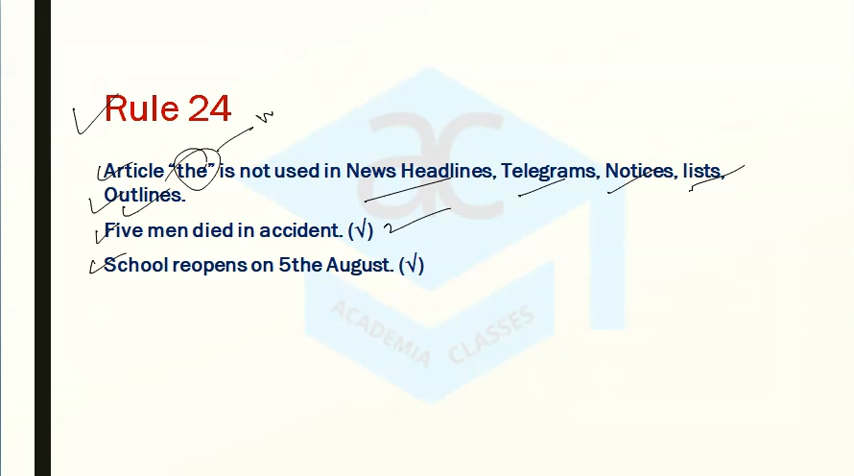 Rule 24
Article "the" is not used in News Headlines, Telegrams, Notices, lists,
Outlines.
Five men died in accident. (√)
School reopens on 5the August. (√)
ac
ACADEMIA CLASSES